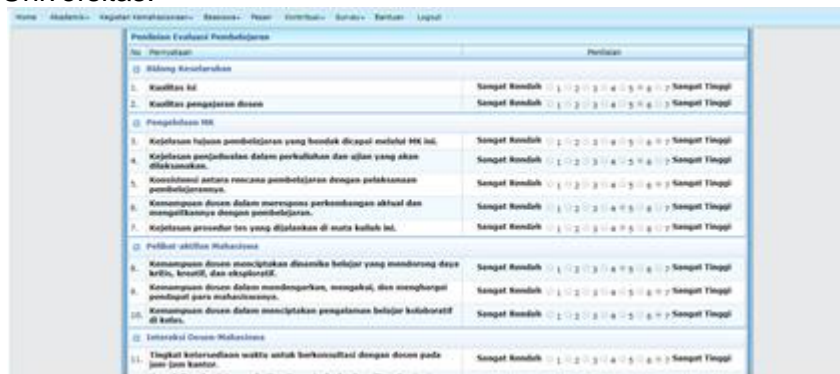 Universitas.
Home Akademis Kegiatan Kemahasiswaan Beasiswa Pesan Kontribusi Survey Bantuan Logout
Penilaian Evaluasi Pembelajaran
No Pernyataan Penilaian
Bidang Keseluruhan
1. Kualitas isi Sangat Rendah 1 2 3 4 5 6 7 Sangat Tinggi
2. Kualitas pengajaran dosen Sangat Rendah 1 2 3 4 5 6 7 Sangat Tinggi
Pengelolaan MK
3. Kejelasan tujuan pembelajaran yang hendak dicapai melalui MK ini. Sangat Rendah 1 2 3 4 5 6 7 Sangat Tinggi
4. Kejelasan penjadwalan dalam perkuliahan dan ujian yang akan
dilaksanakan. Sangat Rendah 1 2 3 4 5 6 7 Sangat Tinggi
5. Konsistensi antara rencana pembelajaran dengan pelaksanaan
pembelajarannya. Sangat Rendah 1 2 3 4 5 6 7 Sangat Tinggi
6. Kemampuan dosen dalam merespons perkembangan aktual dan
mengaitkannya dengan pembelajaran. Sangat Rendah 1 2 3 4 5 6 7 Sangat Tinggi
7. Kejelasan prosedur tes yang dijalankan di mata kuliah ini. Sangat Rendah 1 2 3 4 5 6 7 Sangat Tinggi
Pelibat-aktifan Mahasiswa
8. Kemampuan dosen menciptakan dinamika belajar yang mendorong daya
kritis, kreatif, dan eksploratif. Sangat Rendah 1 2 3 4 5 6 7 Sangat Tinggi
9. Kemampuan dosen dalam mendengarkan, mengakui, dan menghargai
pendapat para mahasiswanya. Sangat Rendah 1 2 3 4 5 6 7 Sangat Tinggi
10. Kemampuan dosen dalam menciptakan pengalaman belajar kolaboratif
di kelas. Sangat Rendah 1 2 3 4 5 6 7 Sangat Tinggi
Interaksi Dosen-Mahasiswa
11. Tingkat ketersediaan waktu untuk berkonsultasi dengan dosen pada
jam-jam kantor. Sangat Rendah 1 2 3 4 5 6 7 Sangat Tinggi